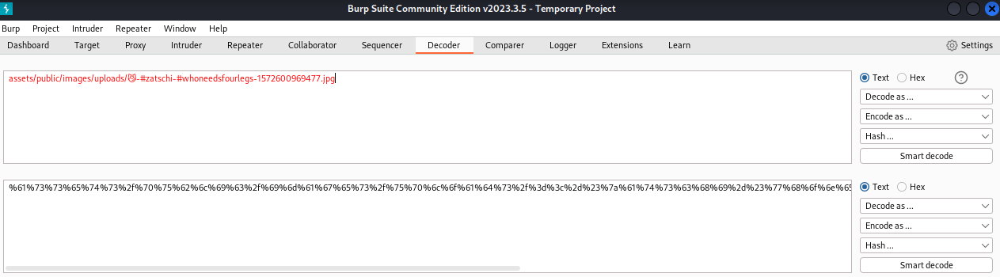 Burp Suite Community Edition v2023.3.5 - Temporary Project
Burp Project Intruder Repeater Window Help
Dashboard Target Proxy Intruder Repeater Collaborator Sequencer Decoder Comparer Logger Extensions Learn Settings
assets/public/images/uploads/😼-#zatschi-#whoneedsfourlegs-1572600969477.jpg
Text Hex ?
Decode as ...
Encode as ...
Hash ...
Smart decode
%61%73%73%65%74%73%2f%70%75%62%6c%69%63%2f%69%6d%61%67%65%73%2f%75%70%6c%6f%61%64%73%2f%3d%3c%2d%23%7a%61%74%73%63%68%69%2d%23%77%68%6f%6e%65
Text Hex
Decode as ...
Encode as ...
Hash ...
Smart decode